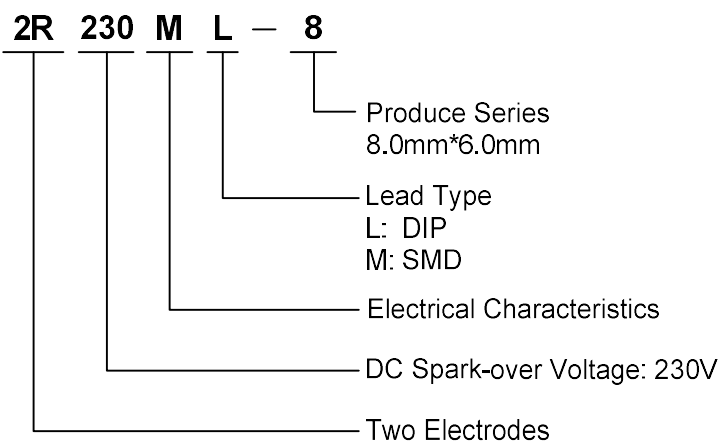 2R 230 M L - 8
Produce Series
8.0mm*6.0mm
Lead Type
L: DIP
M: SMD
Electrical Characteristics
DC Spark-over Voltage: 230V
Two Electrodes